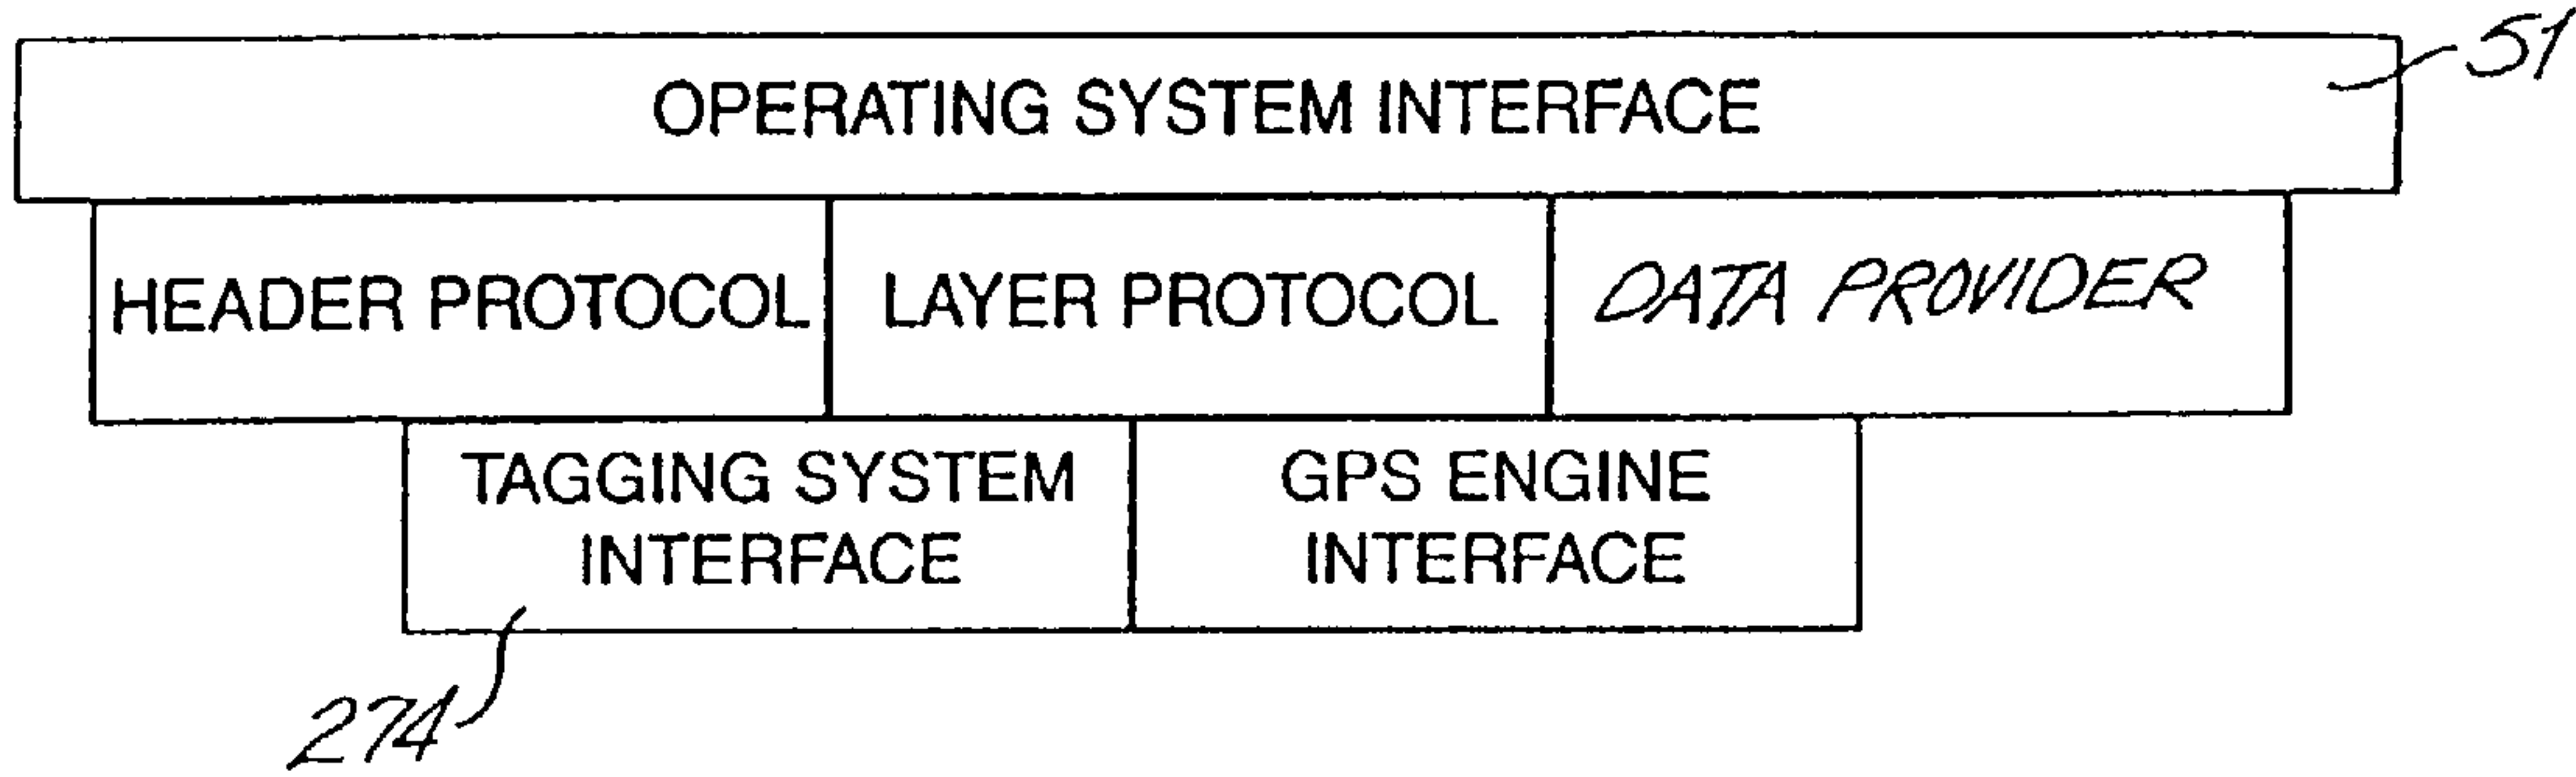 OPERATING SYSTEM INTERFACE
51
HEADER PROTOCOL
LAYER PROTOCOL
DATA PROVIDER
TAGGING SYSTEM
INTERFACE
GPS ENGINE
INTERFACE
274